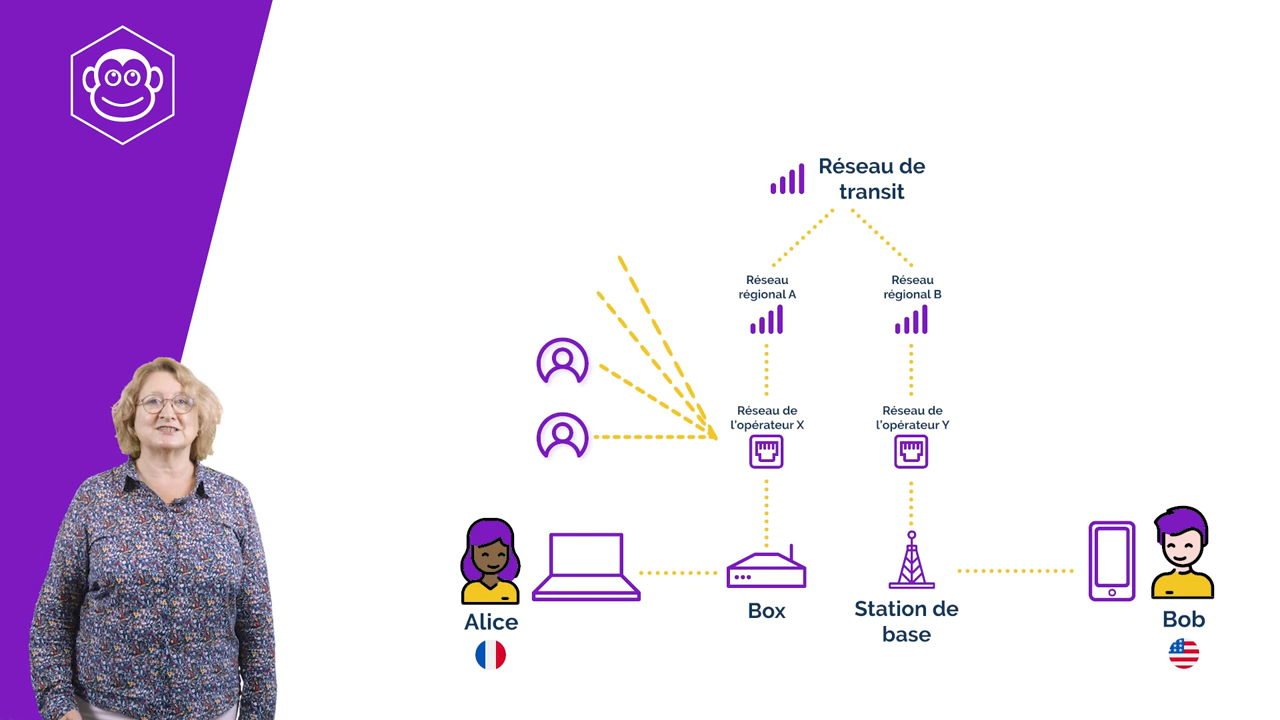 Réseau de
transit
Réseau
régional A
Réseau
régional B
Réseau de
l'opérateur X
Réseau de
l'opérateur Y
Alice
Box
Station de
base
Bob